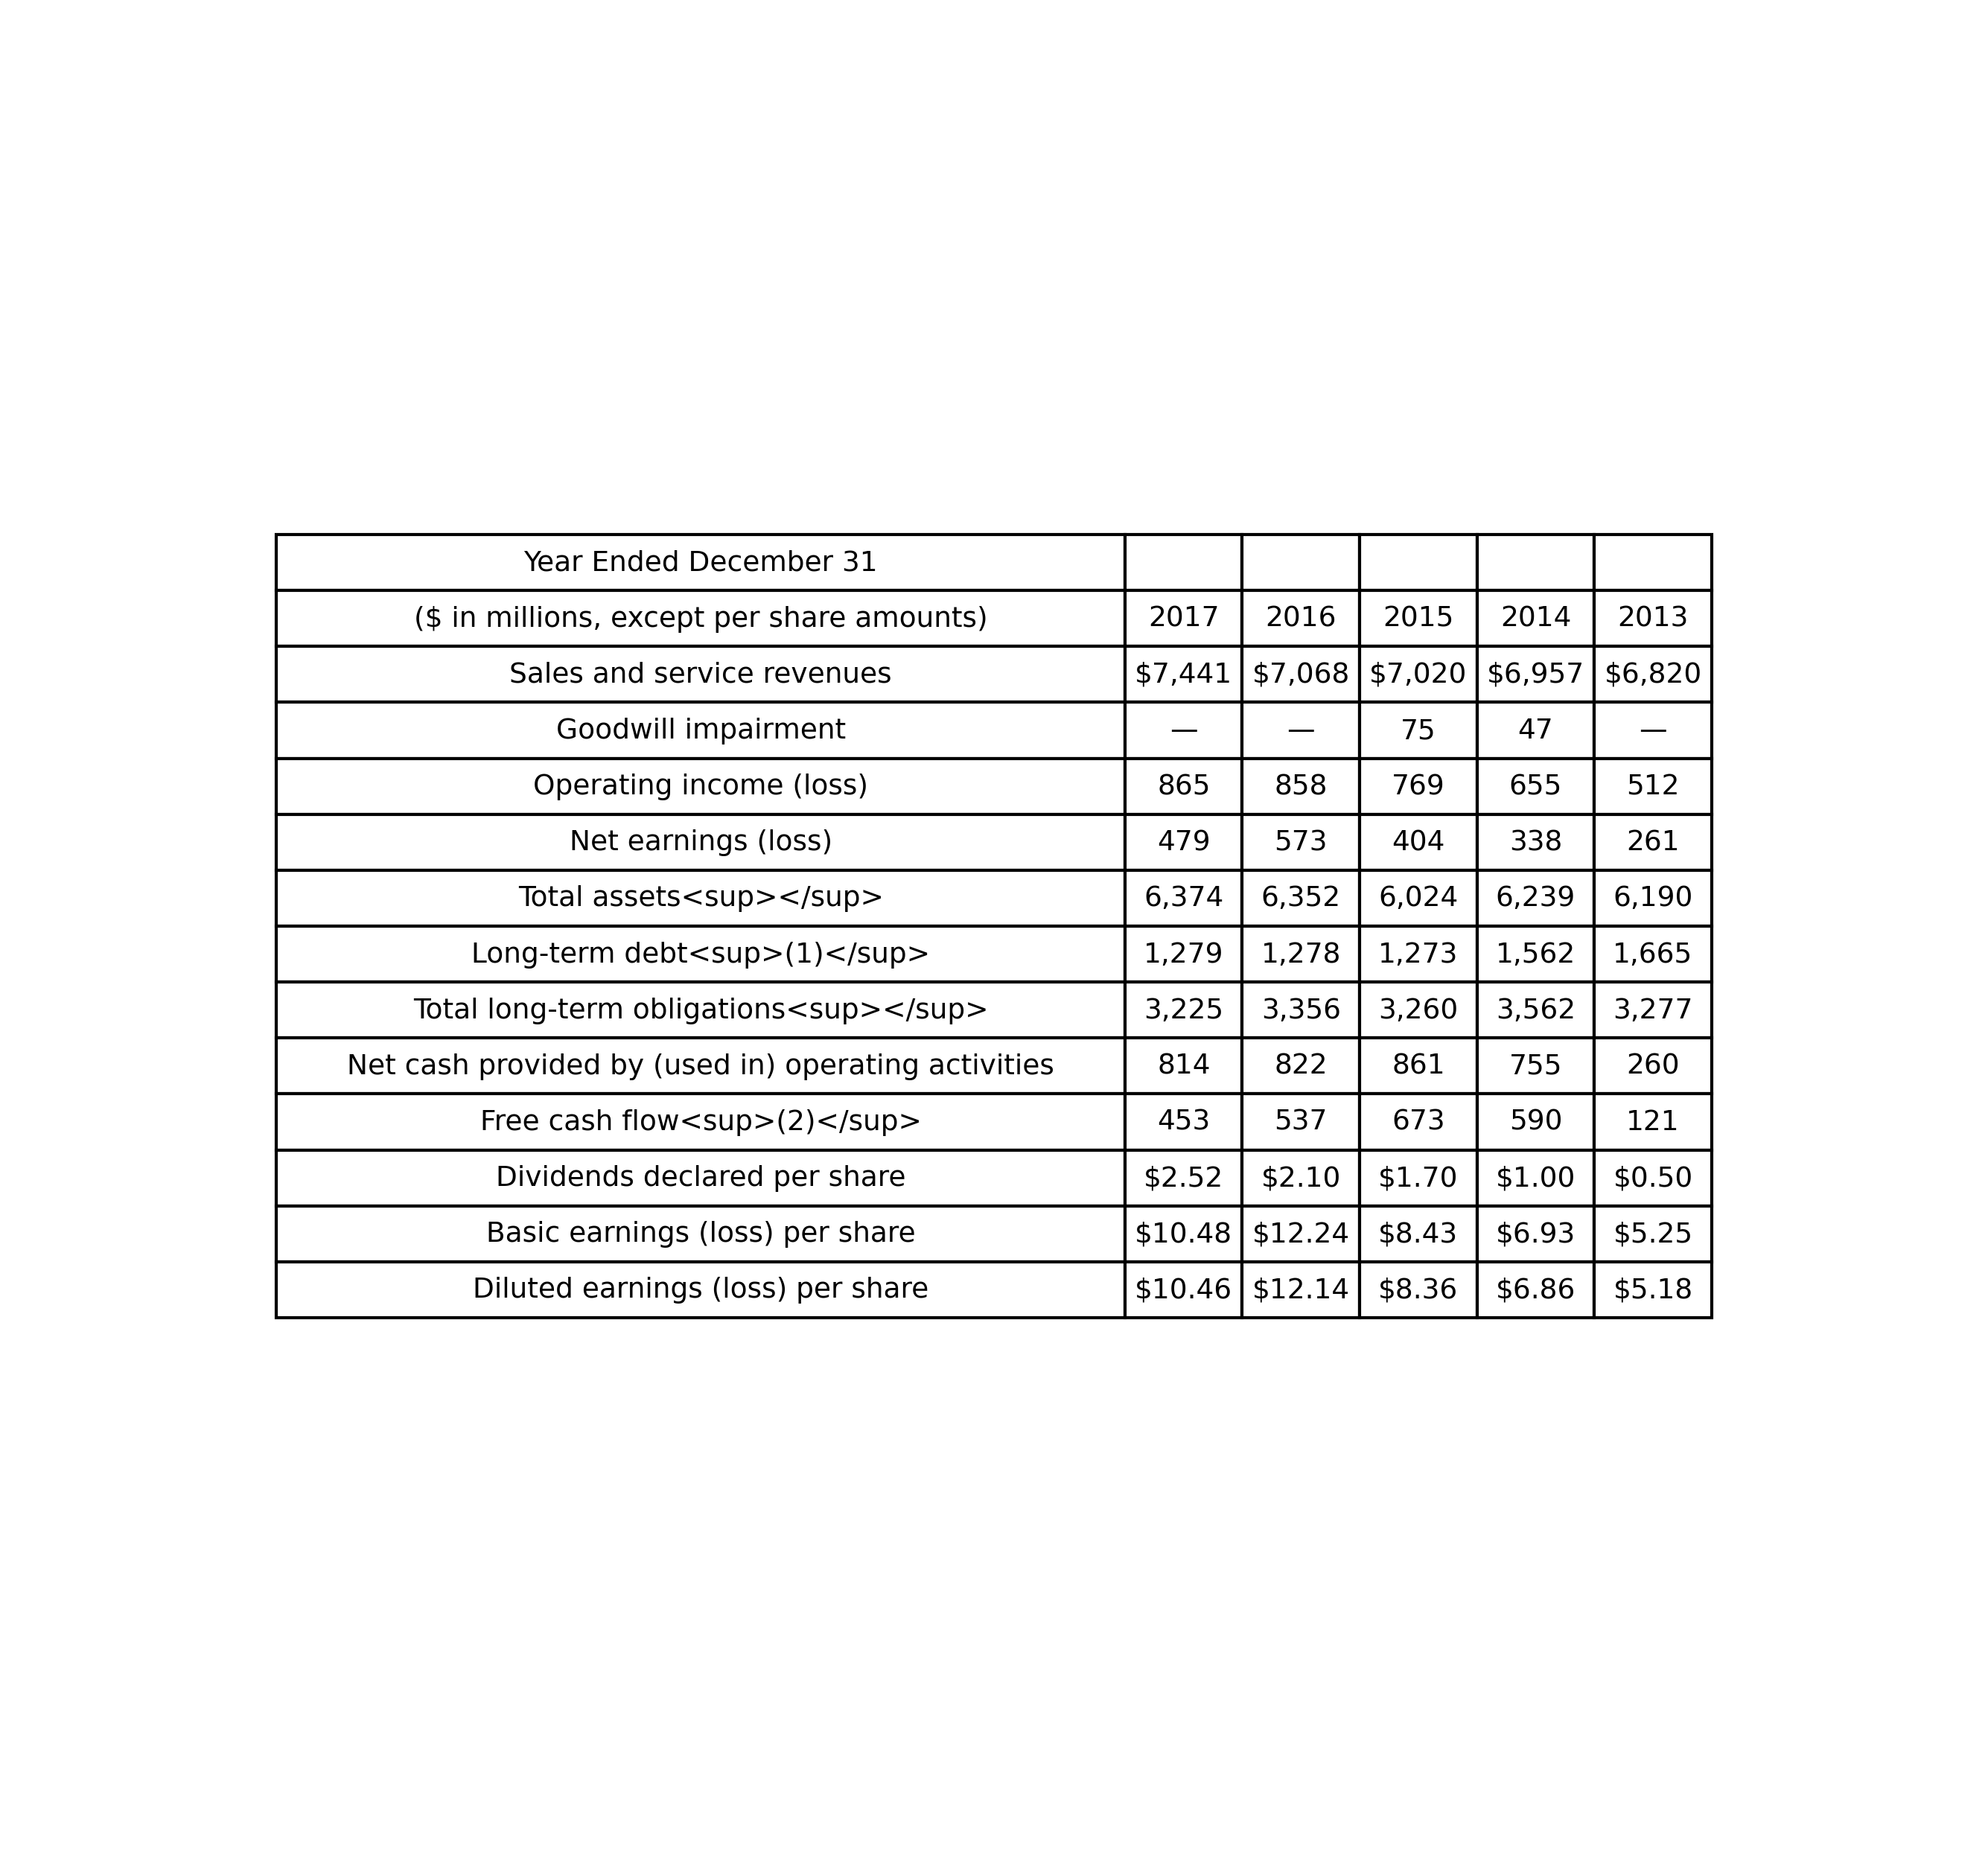 Year Ended December 31
($ in millions, except per share amounts) 2017 2016 2015 2014 2013
Sales and service revenues $7,441 $7,068 $7,020 $6,957 $6,820
Goodwill impairment — — 75 47 —
Operating income (loss) 865 858 769 655 512
Net earnings (loss) 479 573 404 338 261
Total assets<sup></sup> 6,374 6,352 6,024 6,239 6,190
Long-term debt<sup>(1)</sup> 1,279 1,278 1,273 1,562 1,665
Total long-term obligations<sup></sup> 3,225 3,356 3,260 3,562 3,277
Net cash provided by (used in) operating activities 814 822 861 755 260
Free cash flow<sup>(2)</sup> 453 537 673 590 121
Dividends declared per share $2.52 $2.10 $1.70 $1.00 $0.50
Basic earnings (loss) per share $10.48 $12.24 $8.43 $6.93 $5.25
Diluted earnings (loss) per share $10.46 $12.14 $8.36 $6.86 $5.18